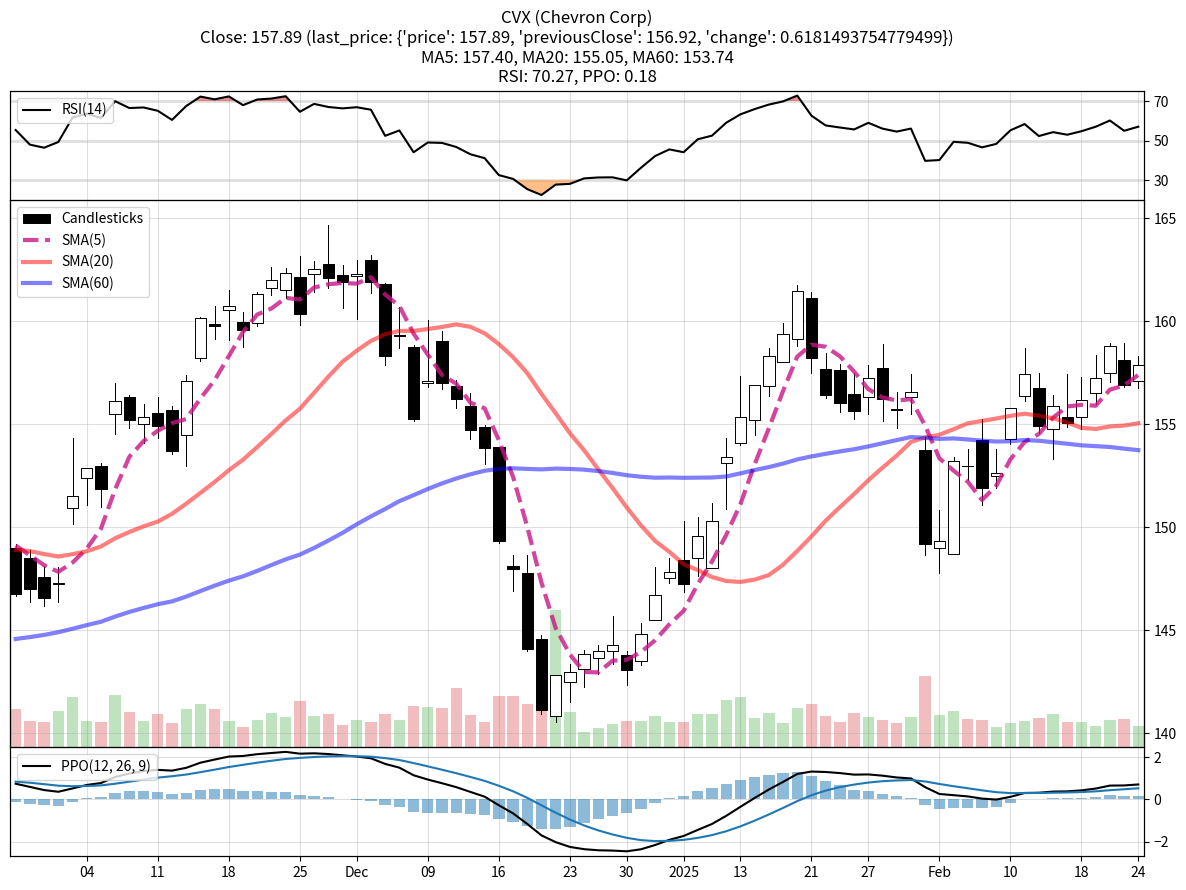 CVX (Chevron Corp)
Close: 157.89 (last_price: {'price': 157.89, 'previousClose': 156.92, 'change': 0.6181493754779499})
MA5: 157.40, MA20: 155.05, MA60: 153.74
RSI: 70.27, PPO: 0.18
RSI(14)
70
50
30
Candlesticks
SMA(5)
SMA(20)
SMA(60)
165
160
155
150
145
140
PPO(12, 26, 9)
2
0
−2
04 11 18 25 Dec 09 16 23 30 2025 13 21 27 Feb 10 18 24